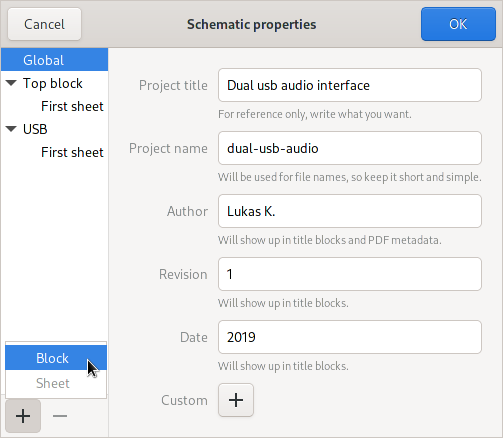 Cancel
Schematic properties
OK
Global
Top block
First sheet
USB
First sheet
Project title
Dual usb audio interface
For reference only, write what you want.
Project name
dual-usb-audio
Will be used for file names, so keep it short and simple.
Author
Lukas K.
Will show up in title blocks and PDF metadata.
Revision
1
Will show up in title blocks.
Date
2019
Will show up in title blocks.
Custom
+
Block
Sheet
+ −